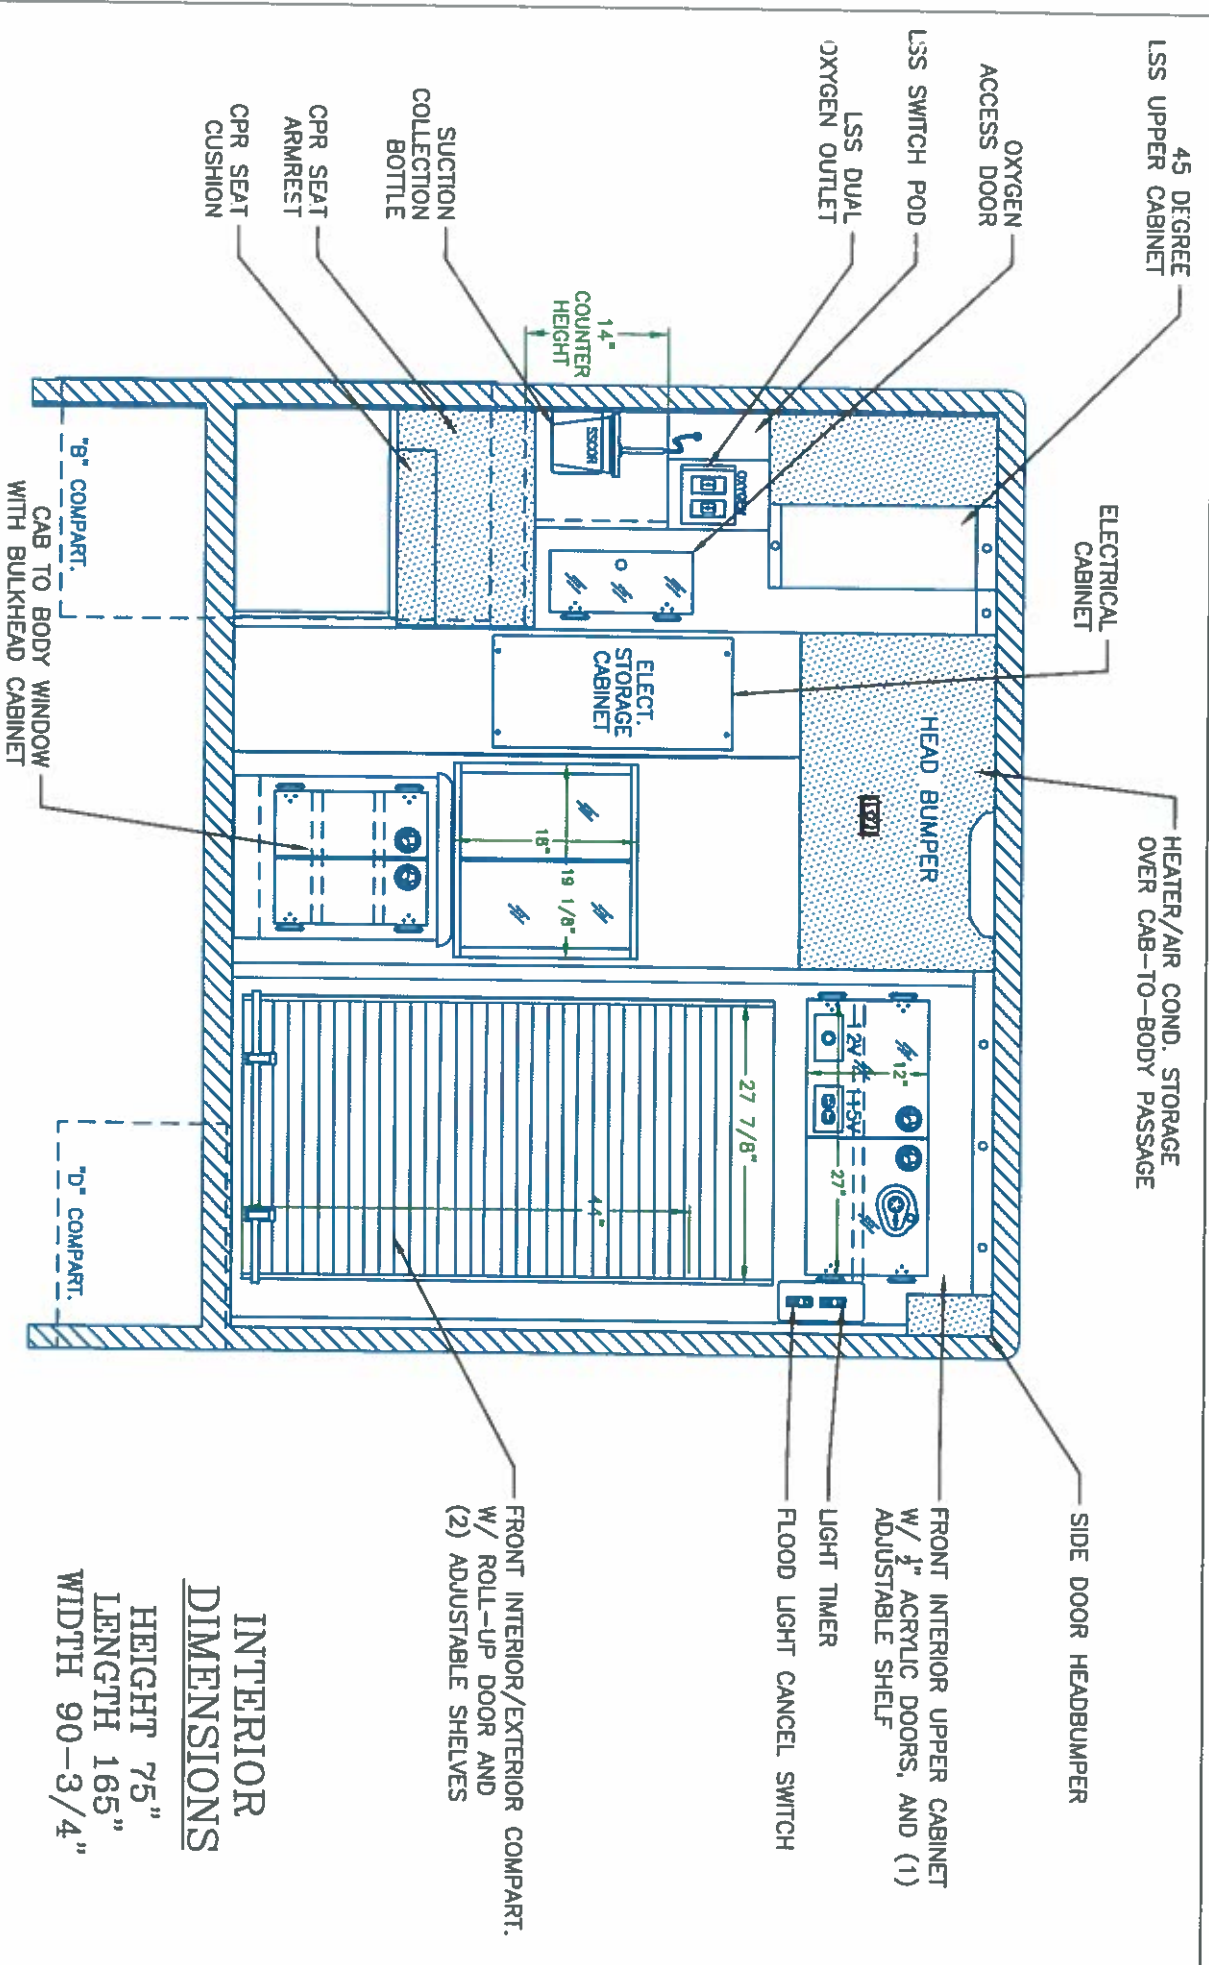 45 DEGREE
LSS UPPER CABINET
OXYGEN
ACCESS DOOR
LSS SWITCH POD
LSS DUAL
OXYGEN OUTLET
SUCTION
COLLECTION
BOTTLE
CPR SEAT
ARMREST
CPR SEAT
CUSHION
14"
COUNTER
HEIGHT
ELECTRICAL
CABINET
HEATER/AIR COND. STORAGE
OVER CAB-TO-BODY PASSAGE
HEAD BUMPER
OXYGEN
SSCOR
ELECT.
STORAGE
CABINET
18"
19 1/8"
12"
12V
115V
27"
27 7/8"
44"
"B" COMPART.
"D" COMPART.
CAB TO BODY WINDOW
WITH BULKHEAD CABINET
SIDE DOOR HEADBUMPER
FRONT INTERIOR UPPER CABINET
W/ 1/2" ACRYLIC DOORS, AND (1)
ADJUSTABLE SHELF
LIGHT TIMER
FLOOD LIGHT CANCEL SWITCH
FRONT INTERIOR/EXTERIOR COMPART.
W/ ROLL-UP DOOR AND
(2) ADJUSTABLE SHELVES
INTERIOR
DIMENSIONS
HEIGHT 75"
LENGTH 165"
WIDTH 90-3/4"